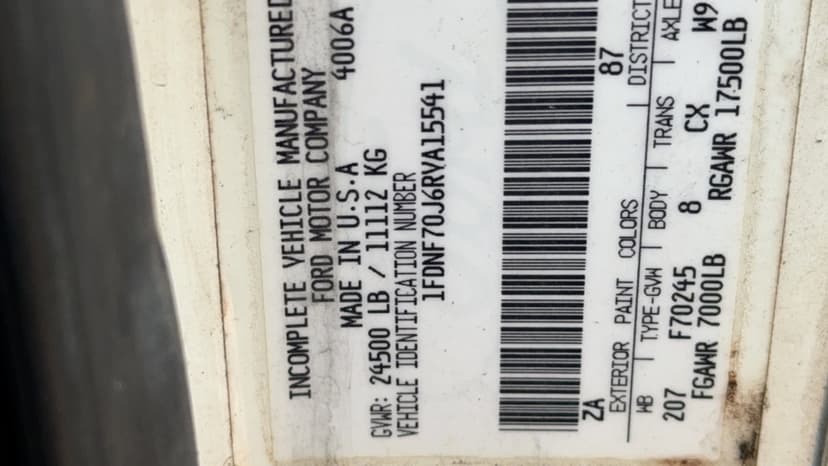 INCOMPLETE VEHICLE MANUFACTURED
FORD MOTOR COMPANY
MADE IN U.S.A 4006A
GVWR: 24500 LB / 11112 KG
VEHICLE IDENTIFICATION NUMBER
1FDNF70J6RVA15541
ZA 87
EXTERIOR PAINT COLORS DISTRICT
WB TYPE-GVW BODY TRANS AXLE
207 F70245 8 CX W9
FGAWR 7000LB RGAWR 17500LB